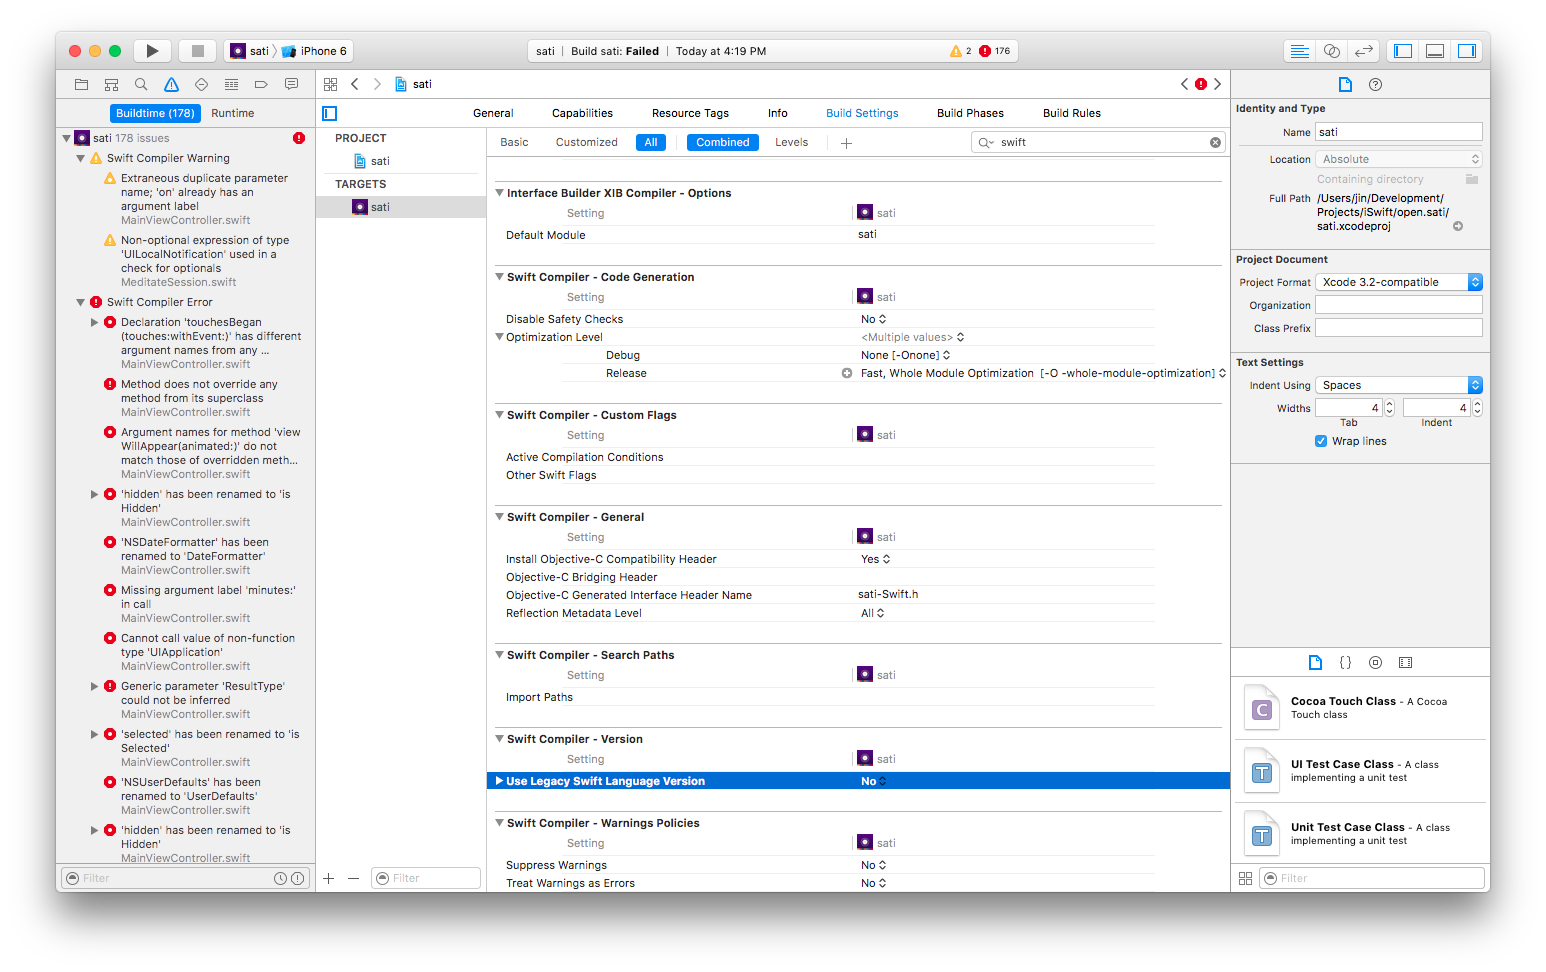 sati
iPhone 6
sati | Build sati: Failed | Today at 4:19 PM
2
176
sati
Buildtime (178)
Runtime
General
Capabilities
Resource Tags
Info
Build Settings
Build Phases
Build Rules
sati 178 issues
Swift Compiler Warning
Extraneous duplicate parameter
name; 'on' already has an
argument label
MainViewController.swift
Non-optional expression of type
'UILocalNotification' used in a
check for optionals
MeditateSession.swift
Swift Compiler Error
Declaration 'touchesBegan
(touches:withEvent:)' has different
argument names from any ...
MainViewController.swift
Method does not override any
method from its superclass
MainViewController.swift
Argument names for method 'view
WillAppear(animated:)' do not
match those of overridden meth...
MainViewController.swift
'hidden' has been renamed to 'is
Hidden'
MainViewController.swift
'NSDateFormatter' has been
renamed to 'DateFormatter'
MainViewController.swift
Missing argument label 'minutes:'
in call
MainViewController.swift
Cannot call value of non-function
type 'UIApplication'
MainViewController.swift
Generic parameter 'ResultType'
could not be inferred
MainViewController.swift
'selected' has been renamed to 'is
Selected'
MainViewController.swift
'NSUserDefaults' has been
renamed to 'UserDefaults'
MainViewController.swift
'hidden' has been renamed to 'is
Hidden'
MainViewController.swift
Filter
PROJECT
sati
TARGETS
sati
Filter
Basic
Customized
All
Combined
Levels
swift
Interface Builder XIB Compiler - Options
Setting
sati
Default Module
sati
Swift Compiler - Code Generation
Setting
sati
Disable Safety Checks
No
Optimization Level
<Multiple values>
Debug
None [-Onone]
Release
Fast, Whole Module Optimization [-O -whole-module-optimization]
Swift Compiler - Custom Flags
Setting
sati
Active Compilation Conditions
Other Swift Flags
Swift Compiler - General
Setting
sati
Install Objective-C Compatibility Header
Yes
Objective-C Bridging Header
Objective-C Generated Interface Header Name
sati-Swift.h
Reflection Metadata Level
All
Swift Compiler - Search Paths
Setting
sati
Import Paths
Swift Compiler - Version
Setting
sati
Use Legacy Swift Language Version
No
Swift Compiler - Warnings Policies
Setting
sati
Suppress Warnings
No
Treat Warnings as Errors
No
Identity and Type
Name
sati
Location
Absolute
Containing directory
Full Path
/Users/jin/Development/
Projects/iSwift/open.sati/
sati.xcodeproj
Project Document
Project Format
Xcode 3.2-compatible
Organization
Class Prefix
Text Settings
Indent Using
Spaces
Widths
4
4
Tab
Indent
Wrap lines
{}
C
Cocoa Touch Class - A Cocoa
Touch class
T
UI Test Case Class - A class
implementing a unit test
T
Unit Test Case Class - A class
implementing a unit test
Filter